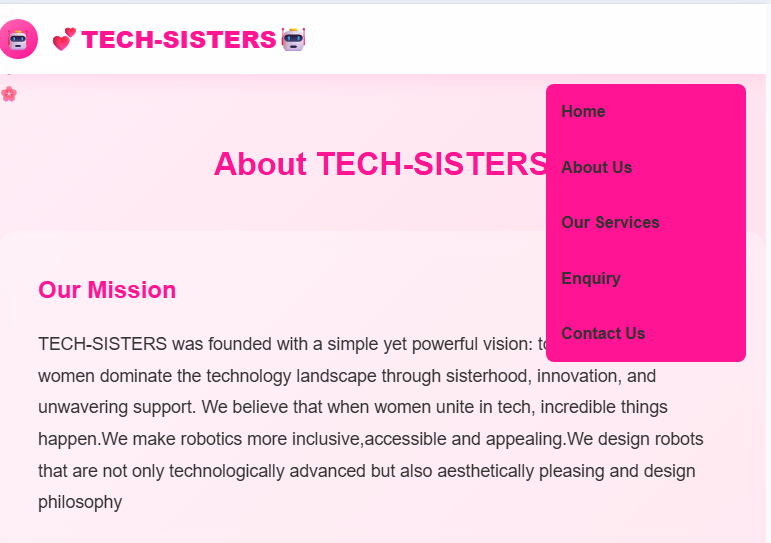 TECH-SISTERS
Home
About Us
Our Services
Enquiry
Contact Us
About TECH-SISTERS
Our Mission
TECH-SISTERS was founded with a simple yet powerful vision:
women dominate the technology landscape through sisterhood, innovation, and
unwavering support. We believe that when women unite in tech, incredible things
happen.We make robotics more inclusive,accessible and appealing.We design robots
that are not only technologically advanced but also aesthetically pleasing and design
philosophy